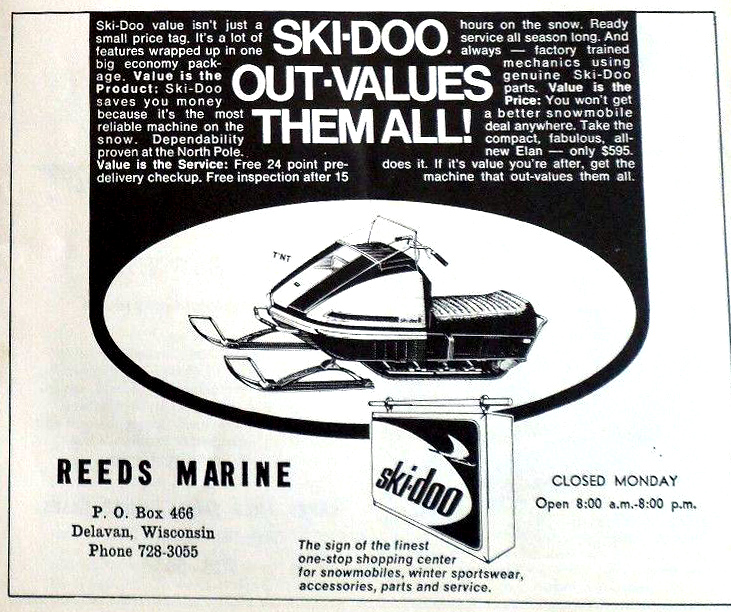 Ski-Doo value isn't just a
small price tag. It's a lot of
features wrapped up in one
big economy pack-
age. Value is the
Product: Ski-Doo
saves you money
because it's the most
reliable machine on the
snow. Dependability
proven at the North Pole.
Value is the Service: Free 24 point pre-
delivery checkup. Free inspection after 15
SKI-DOO.
OUT-VALUES
THEM ALL!
hours on the snow. Ready
service all season long. And
always — factory trained
mechanics using
genuine Ski-Doo
parts. Value is the
Price: You won't get
a better snowmobile
deal anywhere. Take the
compact, fabulous, all-
new Elan — only $595.
does it. If it's value you're after, get the
machine that out-values them all.
T'NT
ski-doo
REEDS MARINE
P. O. Box 466
Delavan, Wisconsin
Phone 728-3055
CLOSED MONDAY
Open 8:00 a.m.-8:00 p.m.
The sign of the finest
one-stop shopping center
for snowmobiles, winter sportswear,
accessories, parts and service.